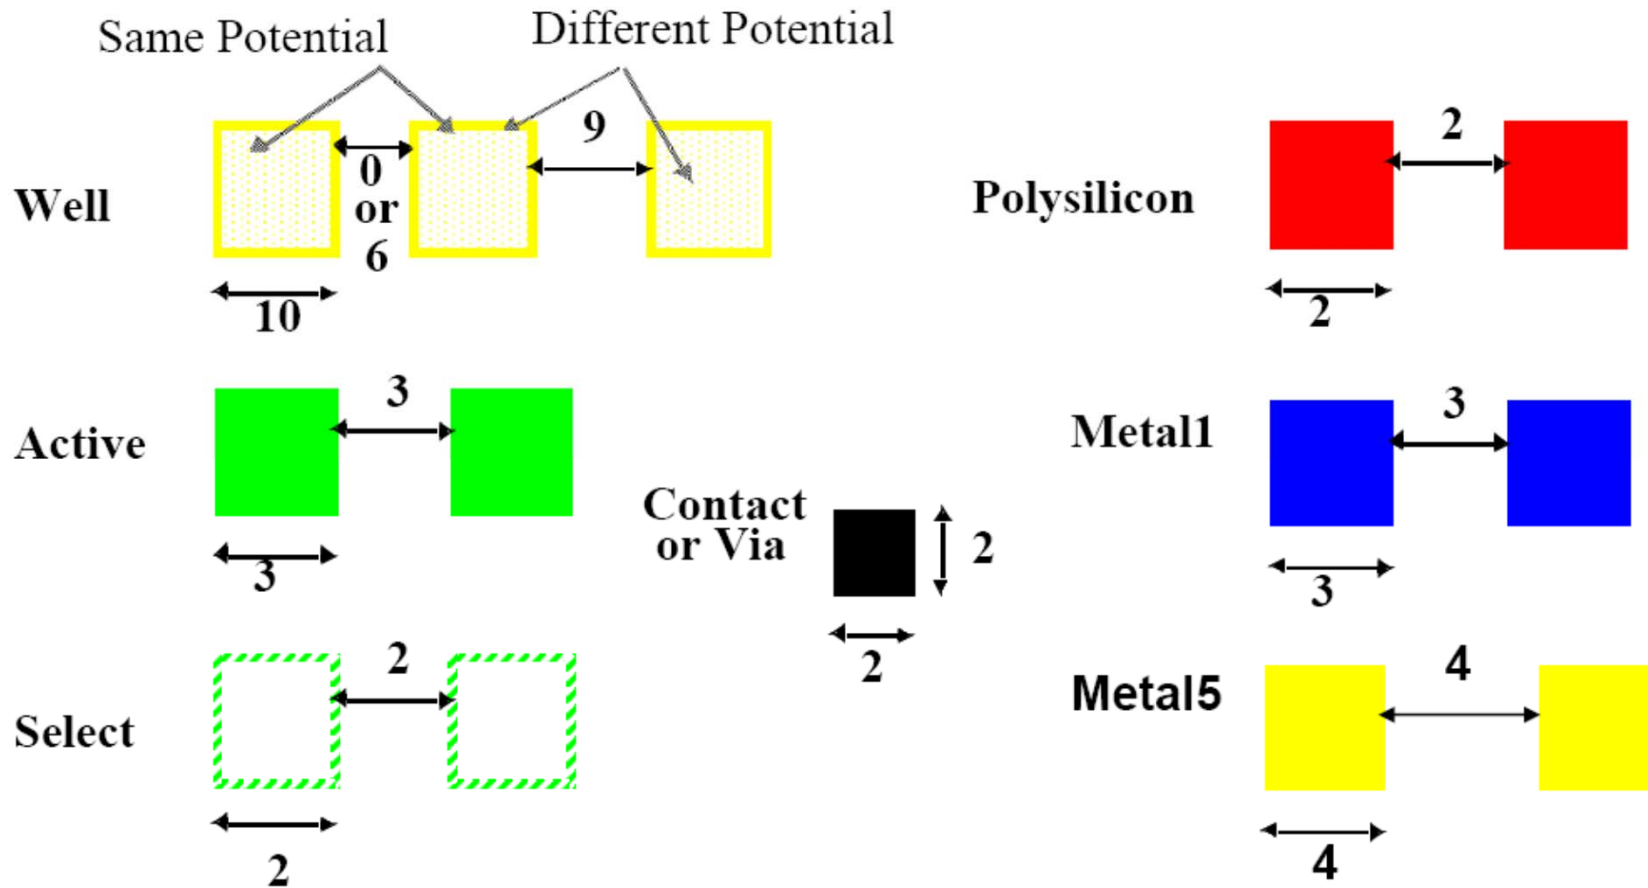 Same Potential
Different Potential
Well
0
or
6
9
10
Polysilicon
2
2
Active
3
3
Metal1
3
3
Contact
or Via
2
2
Select
2
2
Metal5
4
4